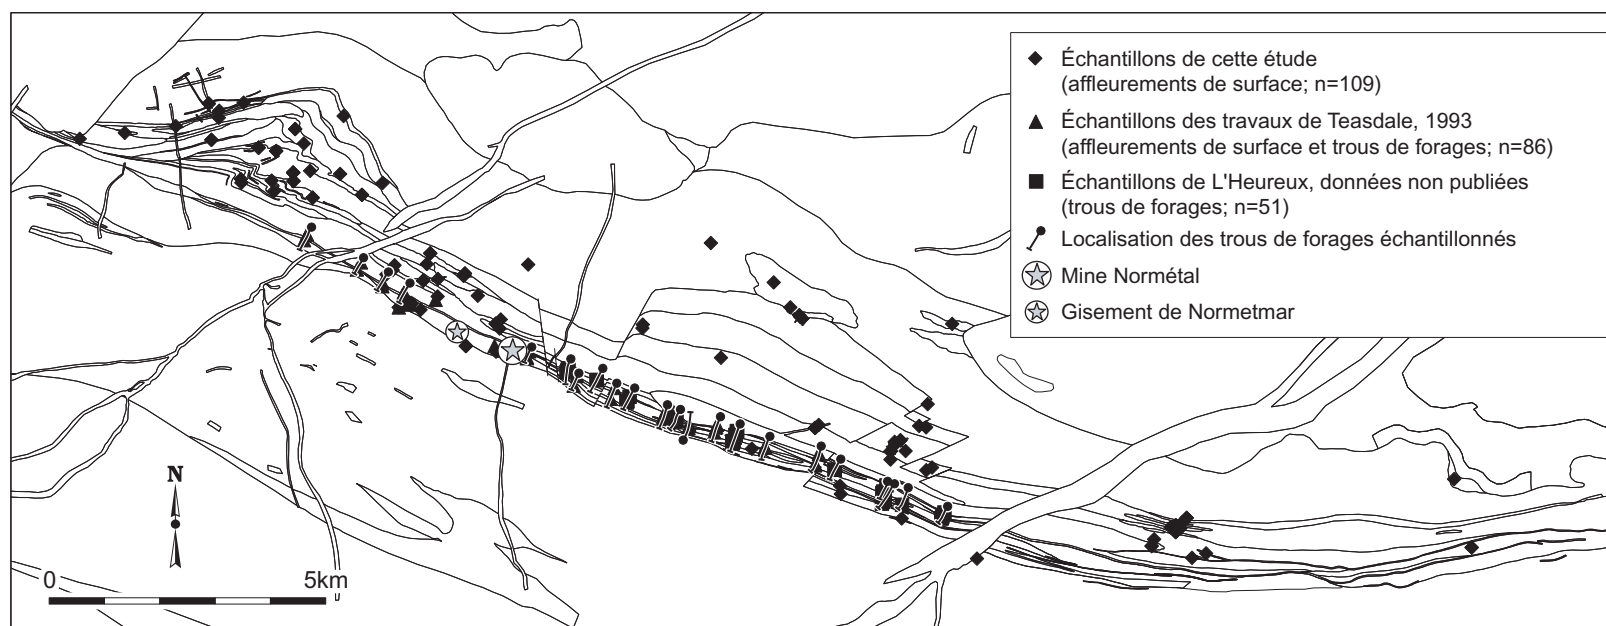 Échantillons de cette étude
(affleurements de surface; n=109)
Échantillons des travaux de Teasdale, 1993
(affleurements de surface et trous de forages; n=86)
Échantillons de L'Heureux, données non publiées
(trous de forages; n=51)
Localisation des trous de forages échantillonnés
Mine Normétal
Gisement de Normetmar
N
0 5km